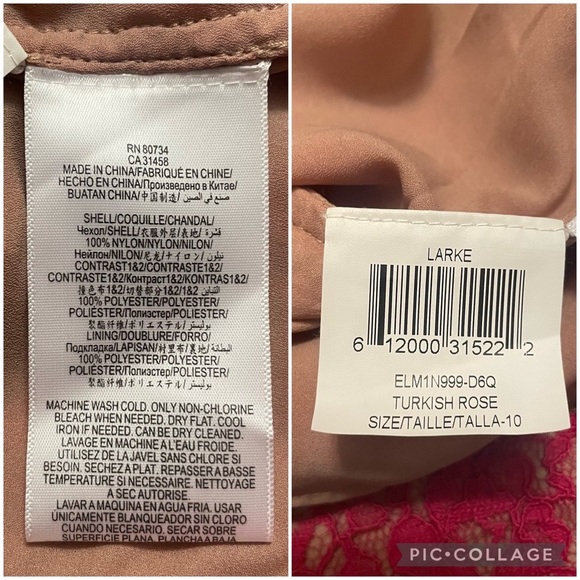 RN 80734
CA 31458
MADE IN CHINA/FABRIQUÉ EN CHINE/
HECHO EN CHINA/Произведено в Китае/
BUATAN CHINA/中国制造/ صنع في الصين
SHELL/COQUILLE/CHANDAL/
Чехол/SHELL/衣服外层/表地/ قشرة
100% NYLON/NYLON/NILON/
Нейлон/NILON/尼龙/ナイロン/ نيلون
CONTRAST1&2/CONTRASTE1&2/
CONTRASTE1&2/Контраст1&2/KONTRAS1&2/
撞色布1&2/切替部分1&2/ التباين 1&2
100% POLYESTER/POLYESTER/
POLIÉSTER/Полиэстер/POLIESTER/
聚酯纤维/ポリエステル/ بوليستر
LINING/DOUBLURE/FORRO/
Подкладка/LAPISAN/村里布/裏地/ البطانة
100% POLYESTER/POLYESTER/
POLIÉSTER/Полиэстер/POLIESTER/
聚酯纤维/ポリエステル/ بوليستر
MACHINE WASH COLD. ONLY NON-CHLORINE
BLEACH WHEN NEEDED. DRY FLAT. COOL
IRON IF NEEDED. CAN BE DRY CLEANED.
LAVAGE EN MACHINE A L'EAU FROIDE.
UTILISEZ DE LA JAVEL SANS CHLORE SI
BESOIN. SECHEZ A PLAT. REPASSER A BASSE
TEMPERATURE SI NECESSAIRE. NETTOYAGE
A SEC AUTORISE.
LAVAR A MAQUINA EN AGUA FRIA. USAR
ÚNICAMENTE BLANQUEADOR SIN CLORO
CUANDO NECESARIO. SECAR SOBRE
SUPERFICIE PLANA. PLANCHA A BAJA
LARKE
6 12000 31522 2
ELM1N999-D6Q
TURKISH ROSE
SIZE/TAILLE/TALLA-10
PIC•COLLAGE